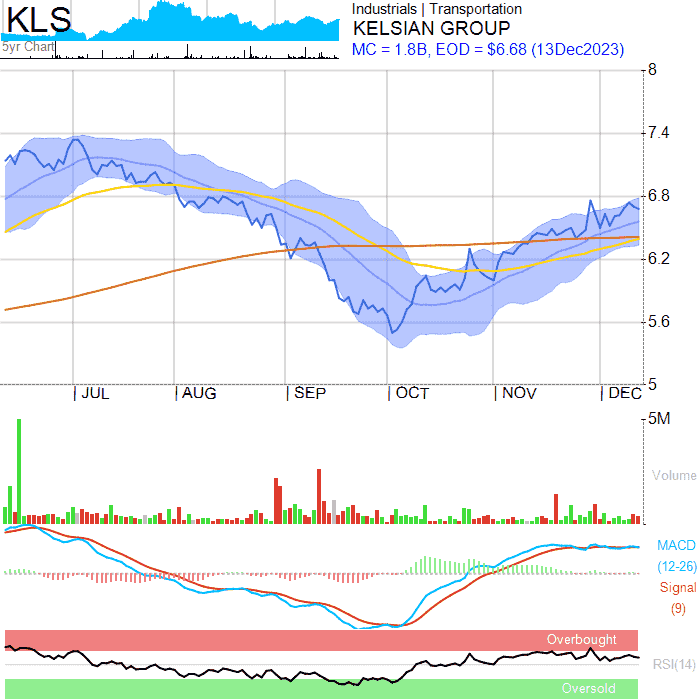 KLS
5yr Chart
Industrials | Transportation
KELSIAN GROUP
MC = 1.8B, EOD = $6.68 (13Dec2023)
8
7.4
6.8
6.2
5.6
5
| JUL | AUG | SEP | OCT | NOV | DEC
5M
Volume
MACD
(12-26)
Signal
(9)
Overbought
RSI(14)
Oversold